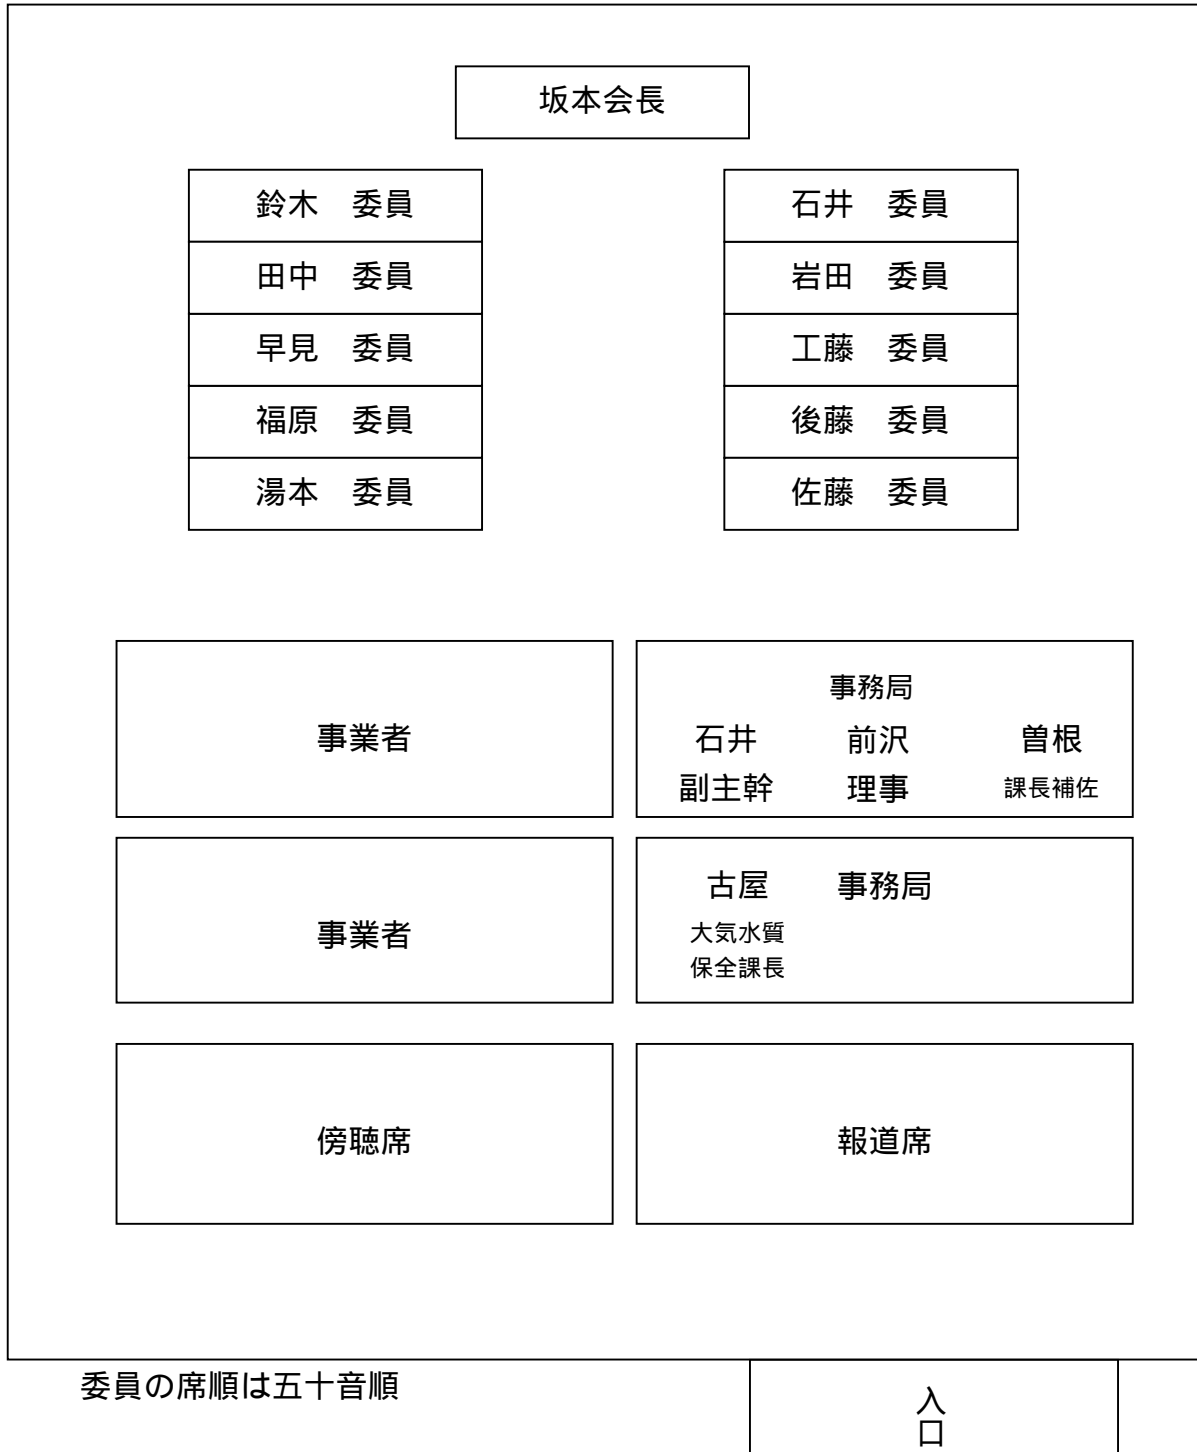 坂本会長
鈴木　委員
田中　委員
早見　委員
福原　委員
湯本　委員
石井　委員
岩田　委員
工藤　委員
後藤　委員
佐藤　委員
事業者
事務局
石井　前沢　曽根
副主幹　理事　課長補佐
事業者
古屋　事務局
大気水質
保全課長
傍聴席
報道席
委員の席順は五十音順
入口